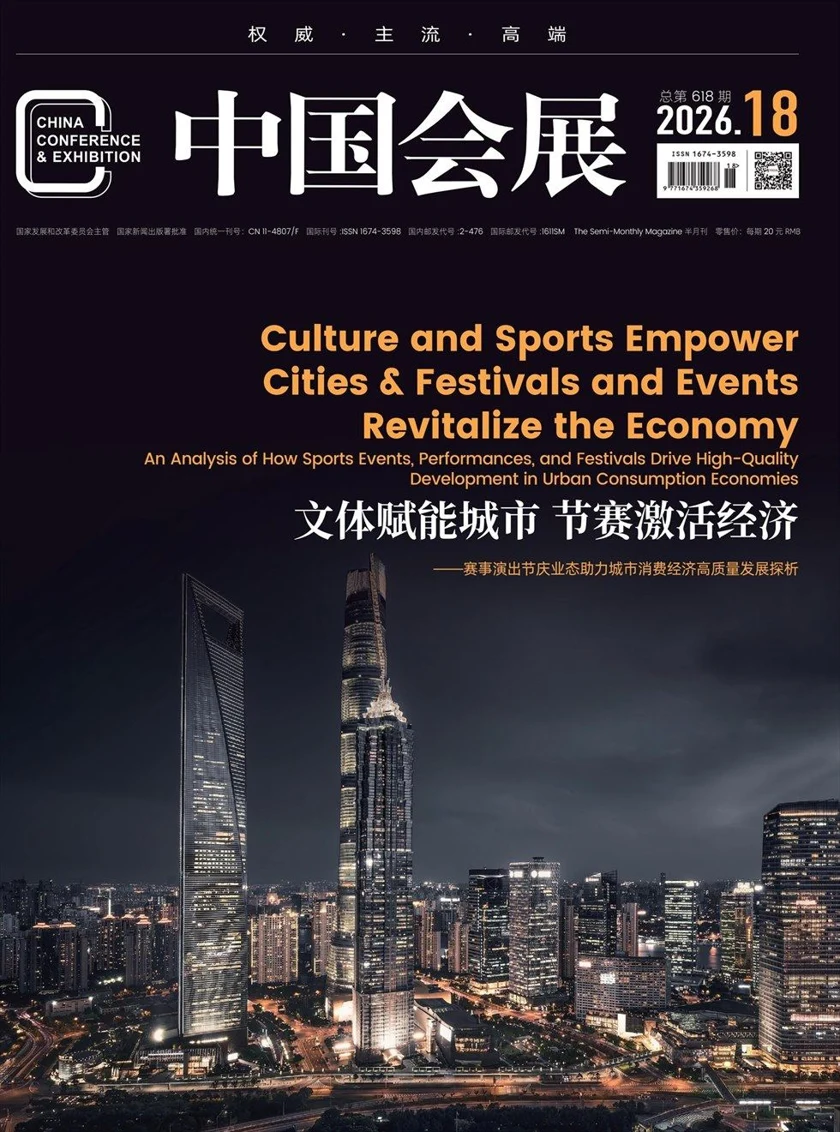 权 威 · 主 流 · 高 端
CHINA
CONFERENCE
& EXHIBITION
中国会展
总第 618 期
2026.18
ISSN 1674-3598
18>
9 771674 359268
国家发展和改革委员会主管 国家新闻出版署批准 国内统一刊号：CN 11-4807/F 国际刊号:ISSN 1674-3598 国内邮发代号:2-476 国际邮发代号:1611SM The Semi-Monthly Magazine 半月刊 零售价：每期 20 元 RMB
Culture and Sports Empower
Cities & Festivals and Events
Revitalize the Economy
An Analysis of How Sports Events, Performances, and Festivals Drive High-Quality
Development in Urban Consumption Economies
文体赋能城市 节赛激活经济
——赛事演出节庆业态助力城市消费经济高质量发展探析